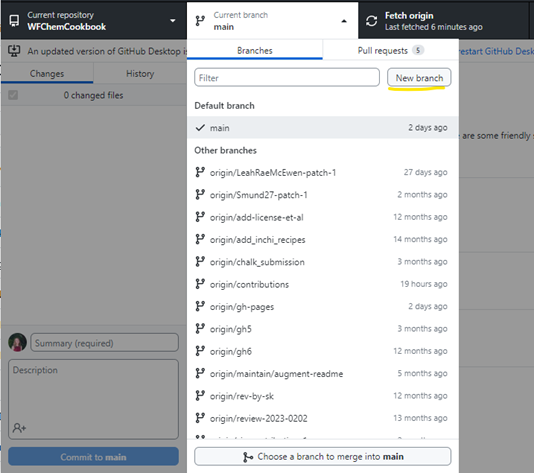 Current repository
WFChemCookbook
Current branch
main
Fetch origin
Last fetched 6 minutes ago
An updated version of GitHub Desktop is
restart GitHub Desk
Changes
History
0 changed files
Branches
Pull requests 5
Filter
New branch
Default branch
main 2 days ago
Other branches
origin/LeahRaeMcEwen-patch-1 27 days ago
origin/Smund27-patch-1 2 months ago
origin/add-license-et-al 12 months ago
origin/add_inchi_recipes 14 months ago
origin/chalk_submission 3 months ago
origin/contributions 19 hours ago
origin/gh-pages 2 days ago
origin/gh5 3 months ago
origin/gh6 12 months ago
origin/maintain/augment-readme 5 months ago
origin/rev-by-sk 12 months ago
origin/review-2023-0202 13 months ago
e are some friendly s
Summary (required)
Description
Commit to main
Choose a branch to merge into main